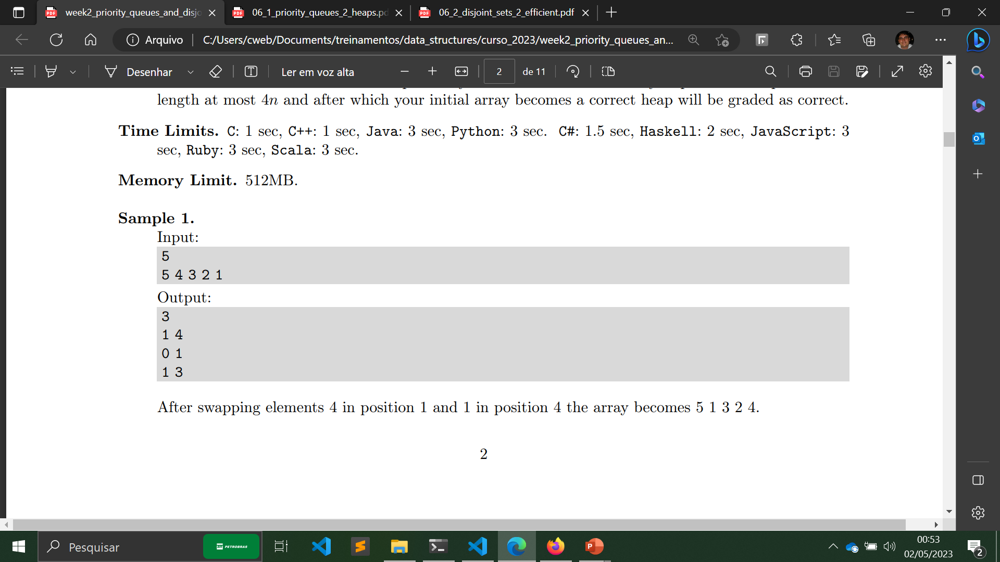 week2_priority_queues_and_disjo
06_1_priority_queues_2_heaps.pd
06_2_disjoint_sets_2_efficient.pdf
Arquivo
C:/Users/cweb/Documents/treinamentos/data_structures/curso_2023/week2_priority_queues_an...
Desenhar
Ler em voz alta
2
de 11
length at most 4n and after which your initial array becomes a correct heap will be graded as correct.
Time Limits. C: 1 sec, C++: 1 sec, Java: 3 sec, Python: 3 sec. C#: 1.5 sec, Haskell: 2 sec, JavaScript: 3
sec, Ruby: 3 sec, Scala: 3 sec.
Memory Limit. 512MB.
Sample 1.
Input:
5
5 4 3 2 1
Output:
3
1 4
0 1
1 3
After swapping elements 4 in position 1 and 1 in position 4 the array becomes 5 1 3 2 4.
2
Pesquisar
BR PETROBRAS
00:53
02/05/2023
2